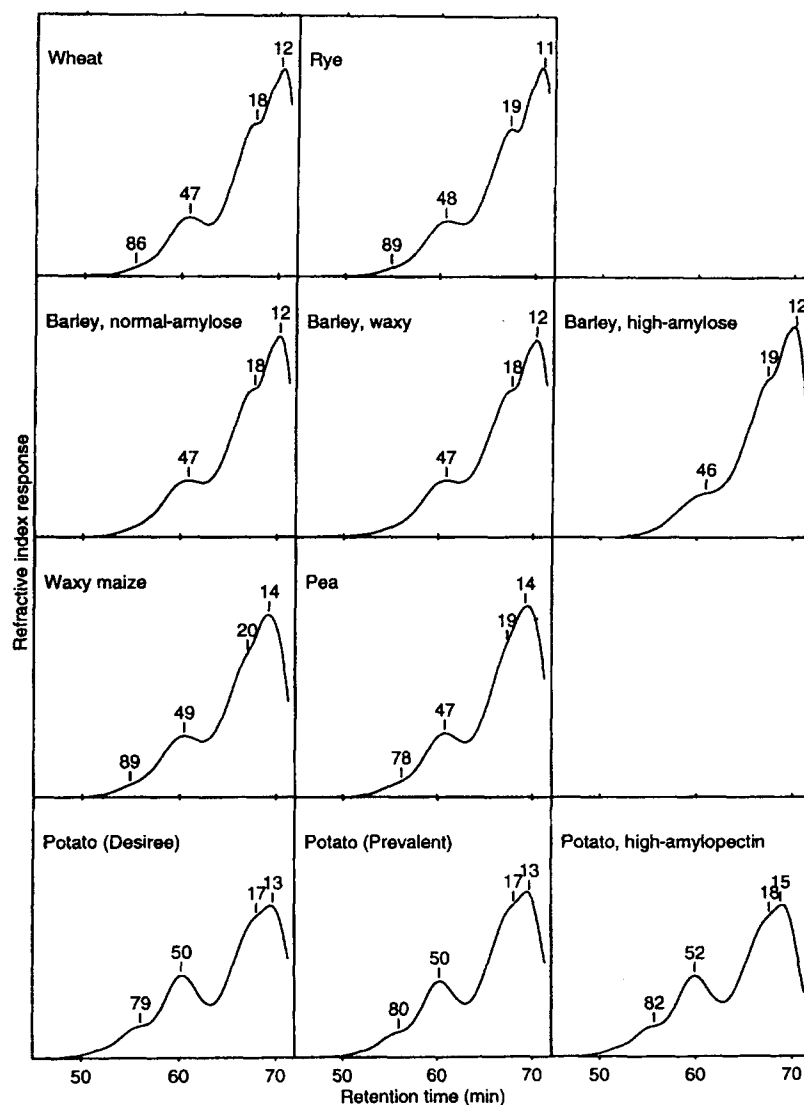 Wheat
86
47
18
12
Rye
89
48
19
11
Barley, normal-amylose
47
18
12
Barley, waxy
47
18
12
Barley, high-amylose
46
19
12
Refractive index response
Waxy maize
89
49
20
14
Pea
78
47
19
14
Potato (Desiree)
79
50
17 13
Potato (Prevalent)
80
50
17 13
Potato, high-amylopectin
82
52
18 15
50 60 70 50 60 70 50 60 70
Retention time (min)